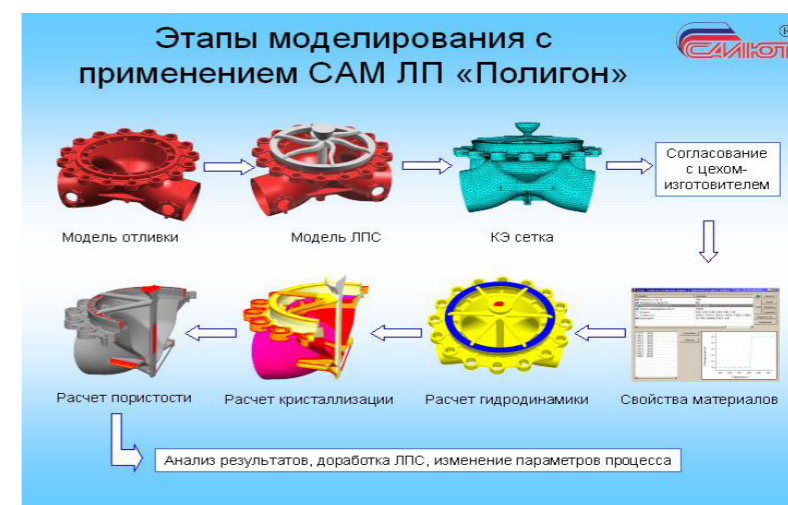 Этапы моделирования с
применением САМ ЛП «Полигон»
САЛЮТ
Согласование
с цехом-
изготовителем
Модель отливки
Модель ЛПС
КЭ сетка
Расчет пористости
Расчет кристаллизации
Расчет гидродинамики
Свойства материалов
Анализ результатов, доработка ЛПС, изменение параметров процесса